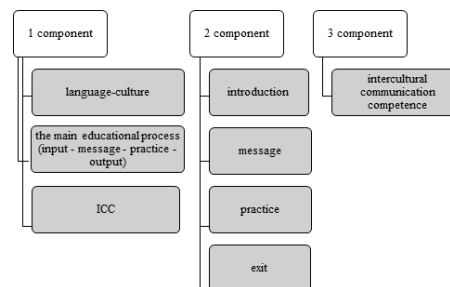 1 component
language-culture
the main educational process
(input - message - practice -
output)
ICC
2 component
introduction
message
practice
exit
3 component
intercultural
communication
competence